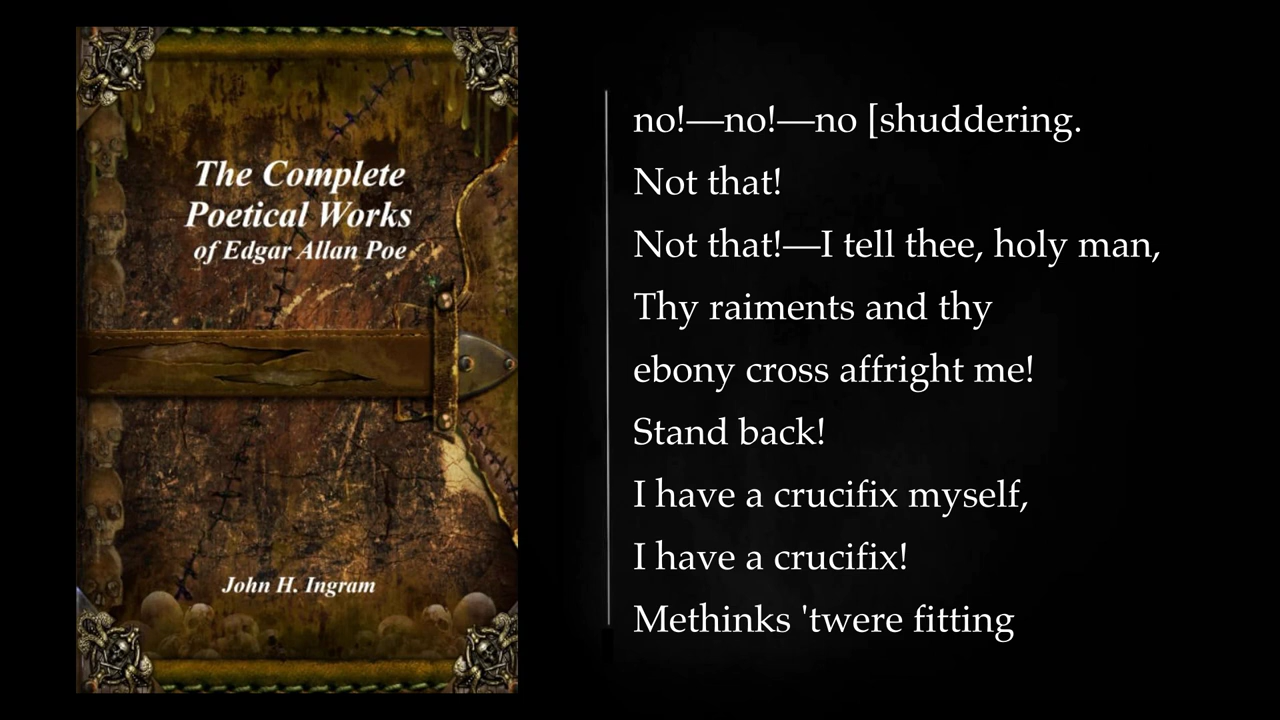 The Complete
Poetical Works
of Edgar Allan Poe
John H. Ingram
no!—no!—no [shuddering.
Not that!
Not that!—I tell thee, holy man,
Thy raiments and thy
ebony cross affright me!
Stand back!
I have a crucifix myself,
I have a crucifix!
Methinks 'twere fitting